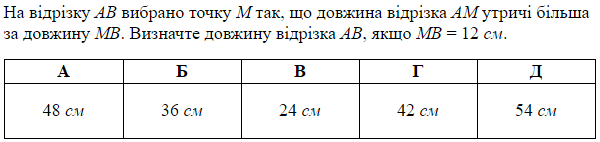 На відрізку AB вибрано точку M так, що довжина відрізка AM утричі більша
за довжину MB. Визначте довжину відрізка AB, якщо MB = 12 см.
А Б В Г Д
48 см 36 см 24 см 42 см 54 см